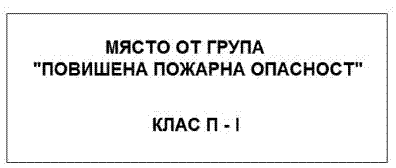 МЯСТО ОТ ГРУПА
"ПОВИШЕНА ПОЖАРНА ОПАСНОСТ"
КЛАС П - I